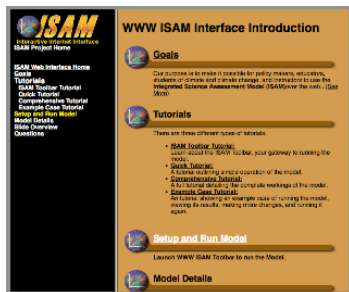 ISAM
Interactive Internet Interface
ISAM Project Home
ISAM Web Interface Home
Goals
Tutorials
ISAM Toolbar Tutorial
Quick Tutorial
Comprehensive Tutorial
Example Case Tutorial
Setup and Run Model
Model Details
Slide Overview
Questions
WWW ISAM Interface Introduction
Goals
Our purpose is to make it possible for policy makers, educators,
students of climate and climate change, and instructors to use the
Integrated Science Assessment Model (ISAM)over the web...(See
More)
Tutorials
There are three different types of tutorials.
• ISAM Toolbar Tutorial:
Learn about the ISAM Toolbar, your gateway to running the
model.
• Quick Tutorial:
A tutorial outlining simple operation of the model.
• Comprehensive Tutorial:
A full tutorial detailing the complete workings of the model.
• Example Case Tutorial:
An tutorial showing an example case of running the model,
viewing its results, making more changes, and running it
again.
Setup and Run Model
Launch WWW ISAM Toolbar to run the Model.
Model Details